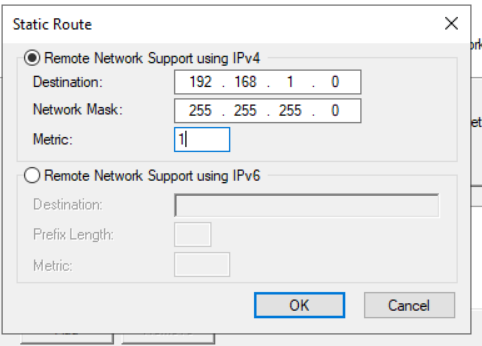 Static Route
Remote Network Support using IPv4
Destination: 192 . 168 . 1 . 0
Network Mask: 255 . 255 . 255 . 0
Metric: 1
Remote Network Support using IPv6
Destination:
Prefix Length:
Metric:
OK Cancel